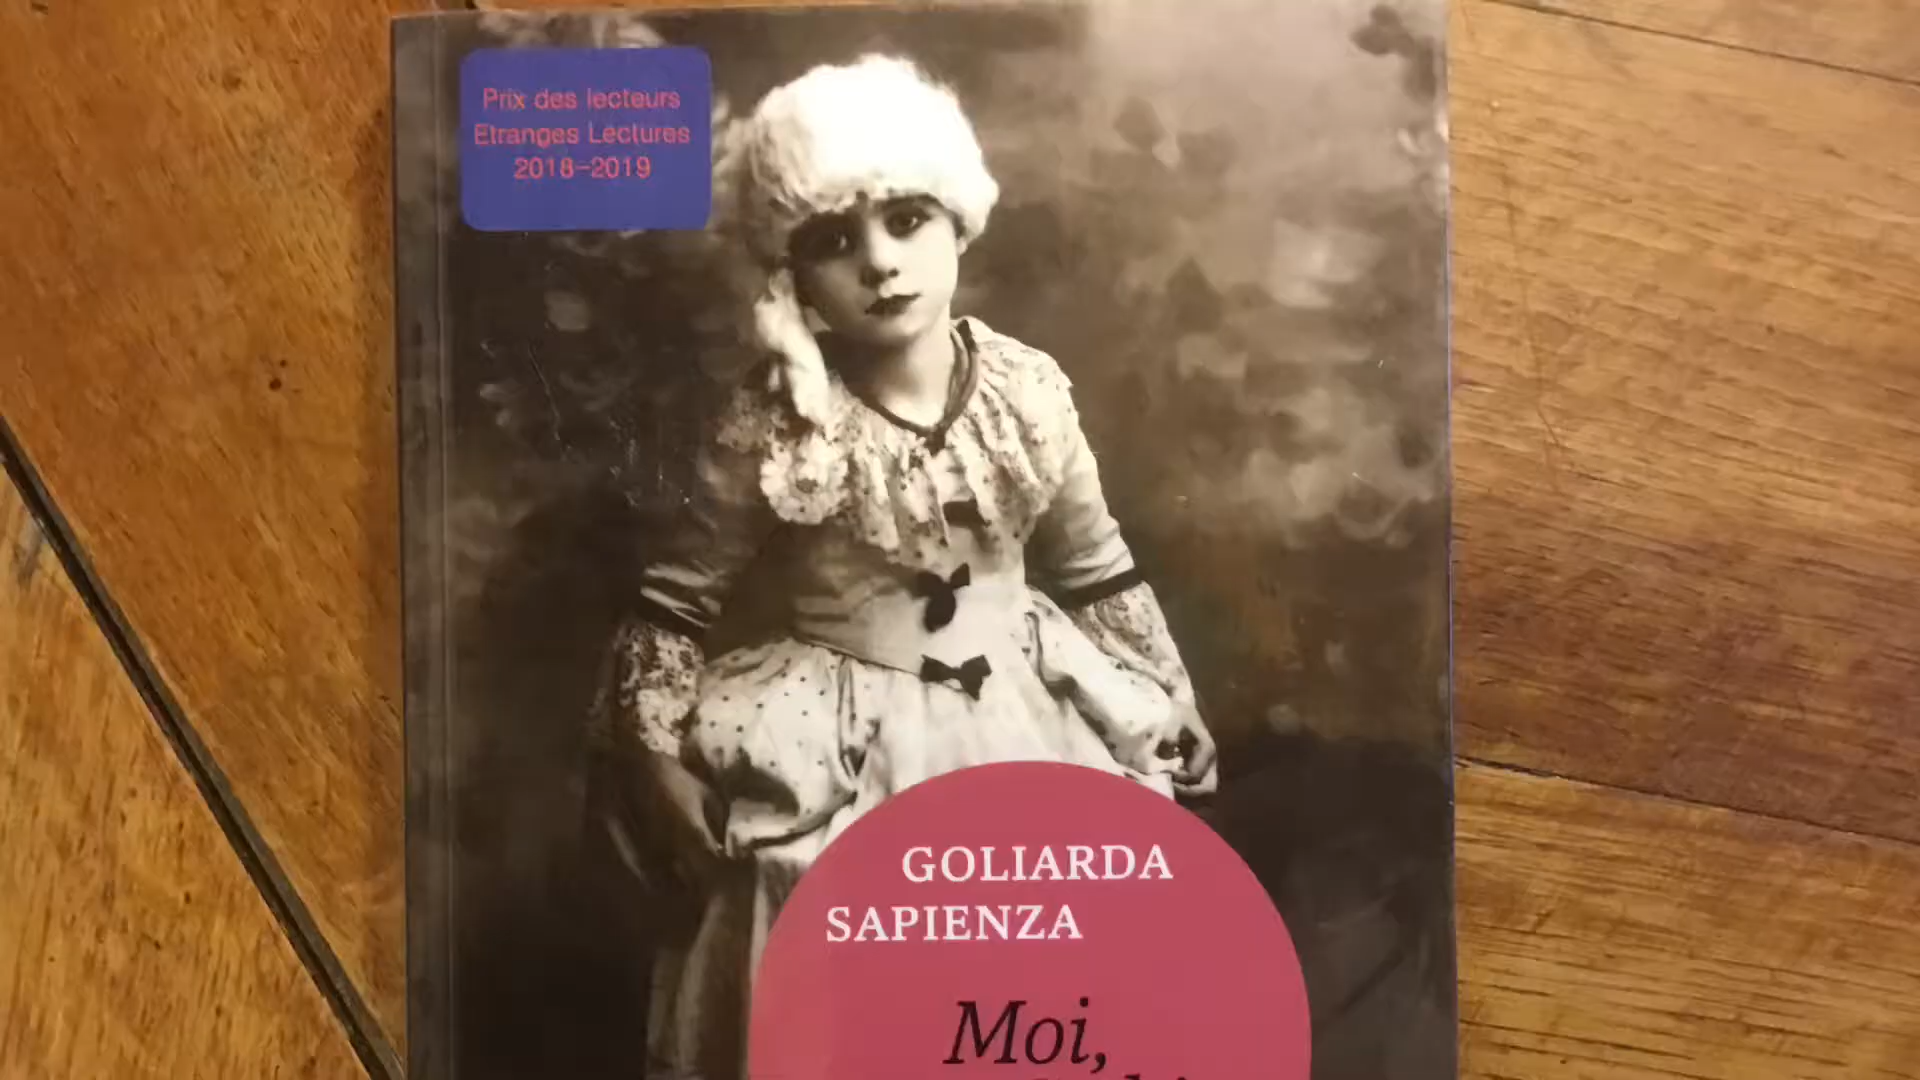 Prix des lecteurs
Etranges Lectures
2018-2019
GOLIARDA
SAPIENZA
Moi,